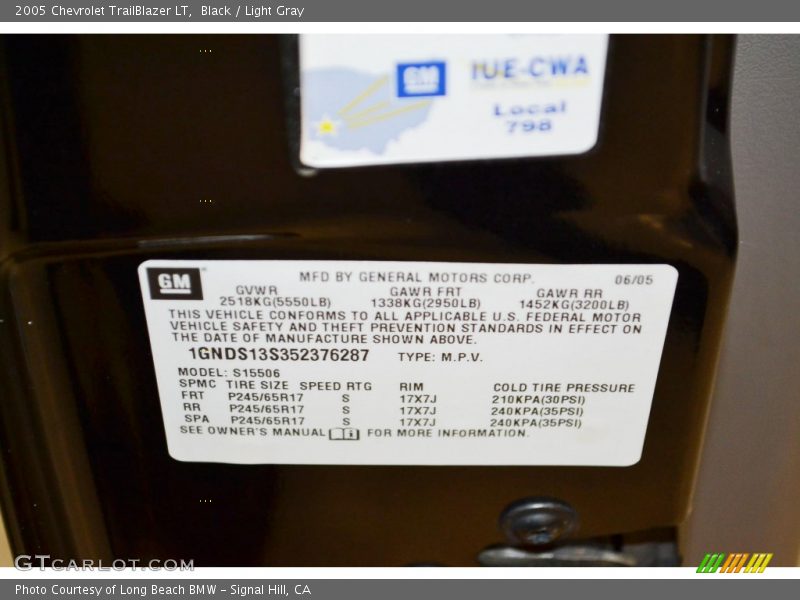 2005 Chevrolet TrailBlazer LT,  Black / Light Gray
GM IUE-CWA
Local
798
GM MFD BY GENERAL MOTORS CORP. 06/05
GVWR GAWR FRT GAWR RR
2518KG(5550LB) 1338KG(2950LB) 1452KG(3200LB)
THIS VEHICLE CONFORMS TO ALL APPLICABLE U.S. FEDERAL MOTOR
VEHICLE SAFETY AND THEFT PREVENTION STANDARDS IN EFFECT ON
THE DATE OF MANUFACTURE SHOWN ABOVE.
1GNDS13S352376287 TYPE: M.P.V.
MODEL: S15506
SPMC TIRE SIZE SPEED RTG RIM COLD TIRE PRESSURE
FRT P245/65R17 S 17X7J 210KPA(30PSI)
RR P245/65R17 S 17X7J 240KPA(35PSI)
SPA P245/65R17 S 17X7J 240KPA(35PSI)
SEE OWNER'S MANUAL FOR MORE INFORMATION.
GTCARLOT.COM
Photo Courtesy of Long Beach BMW - Signal Hill, CA